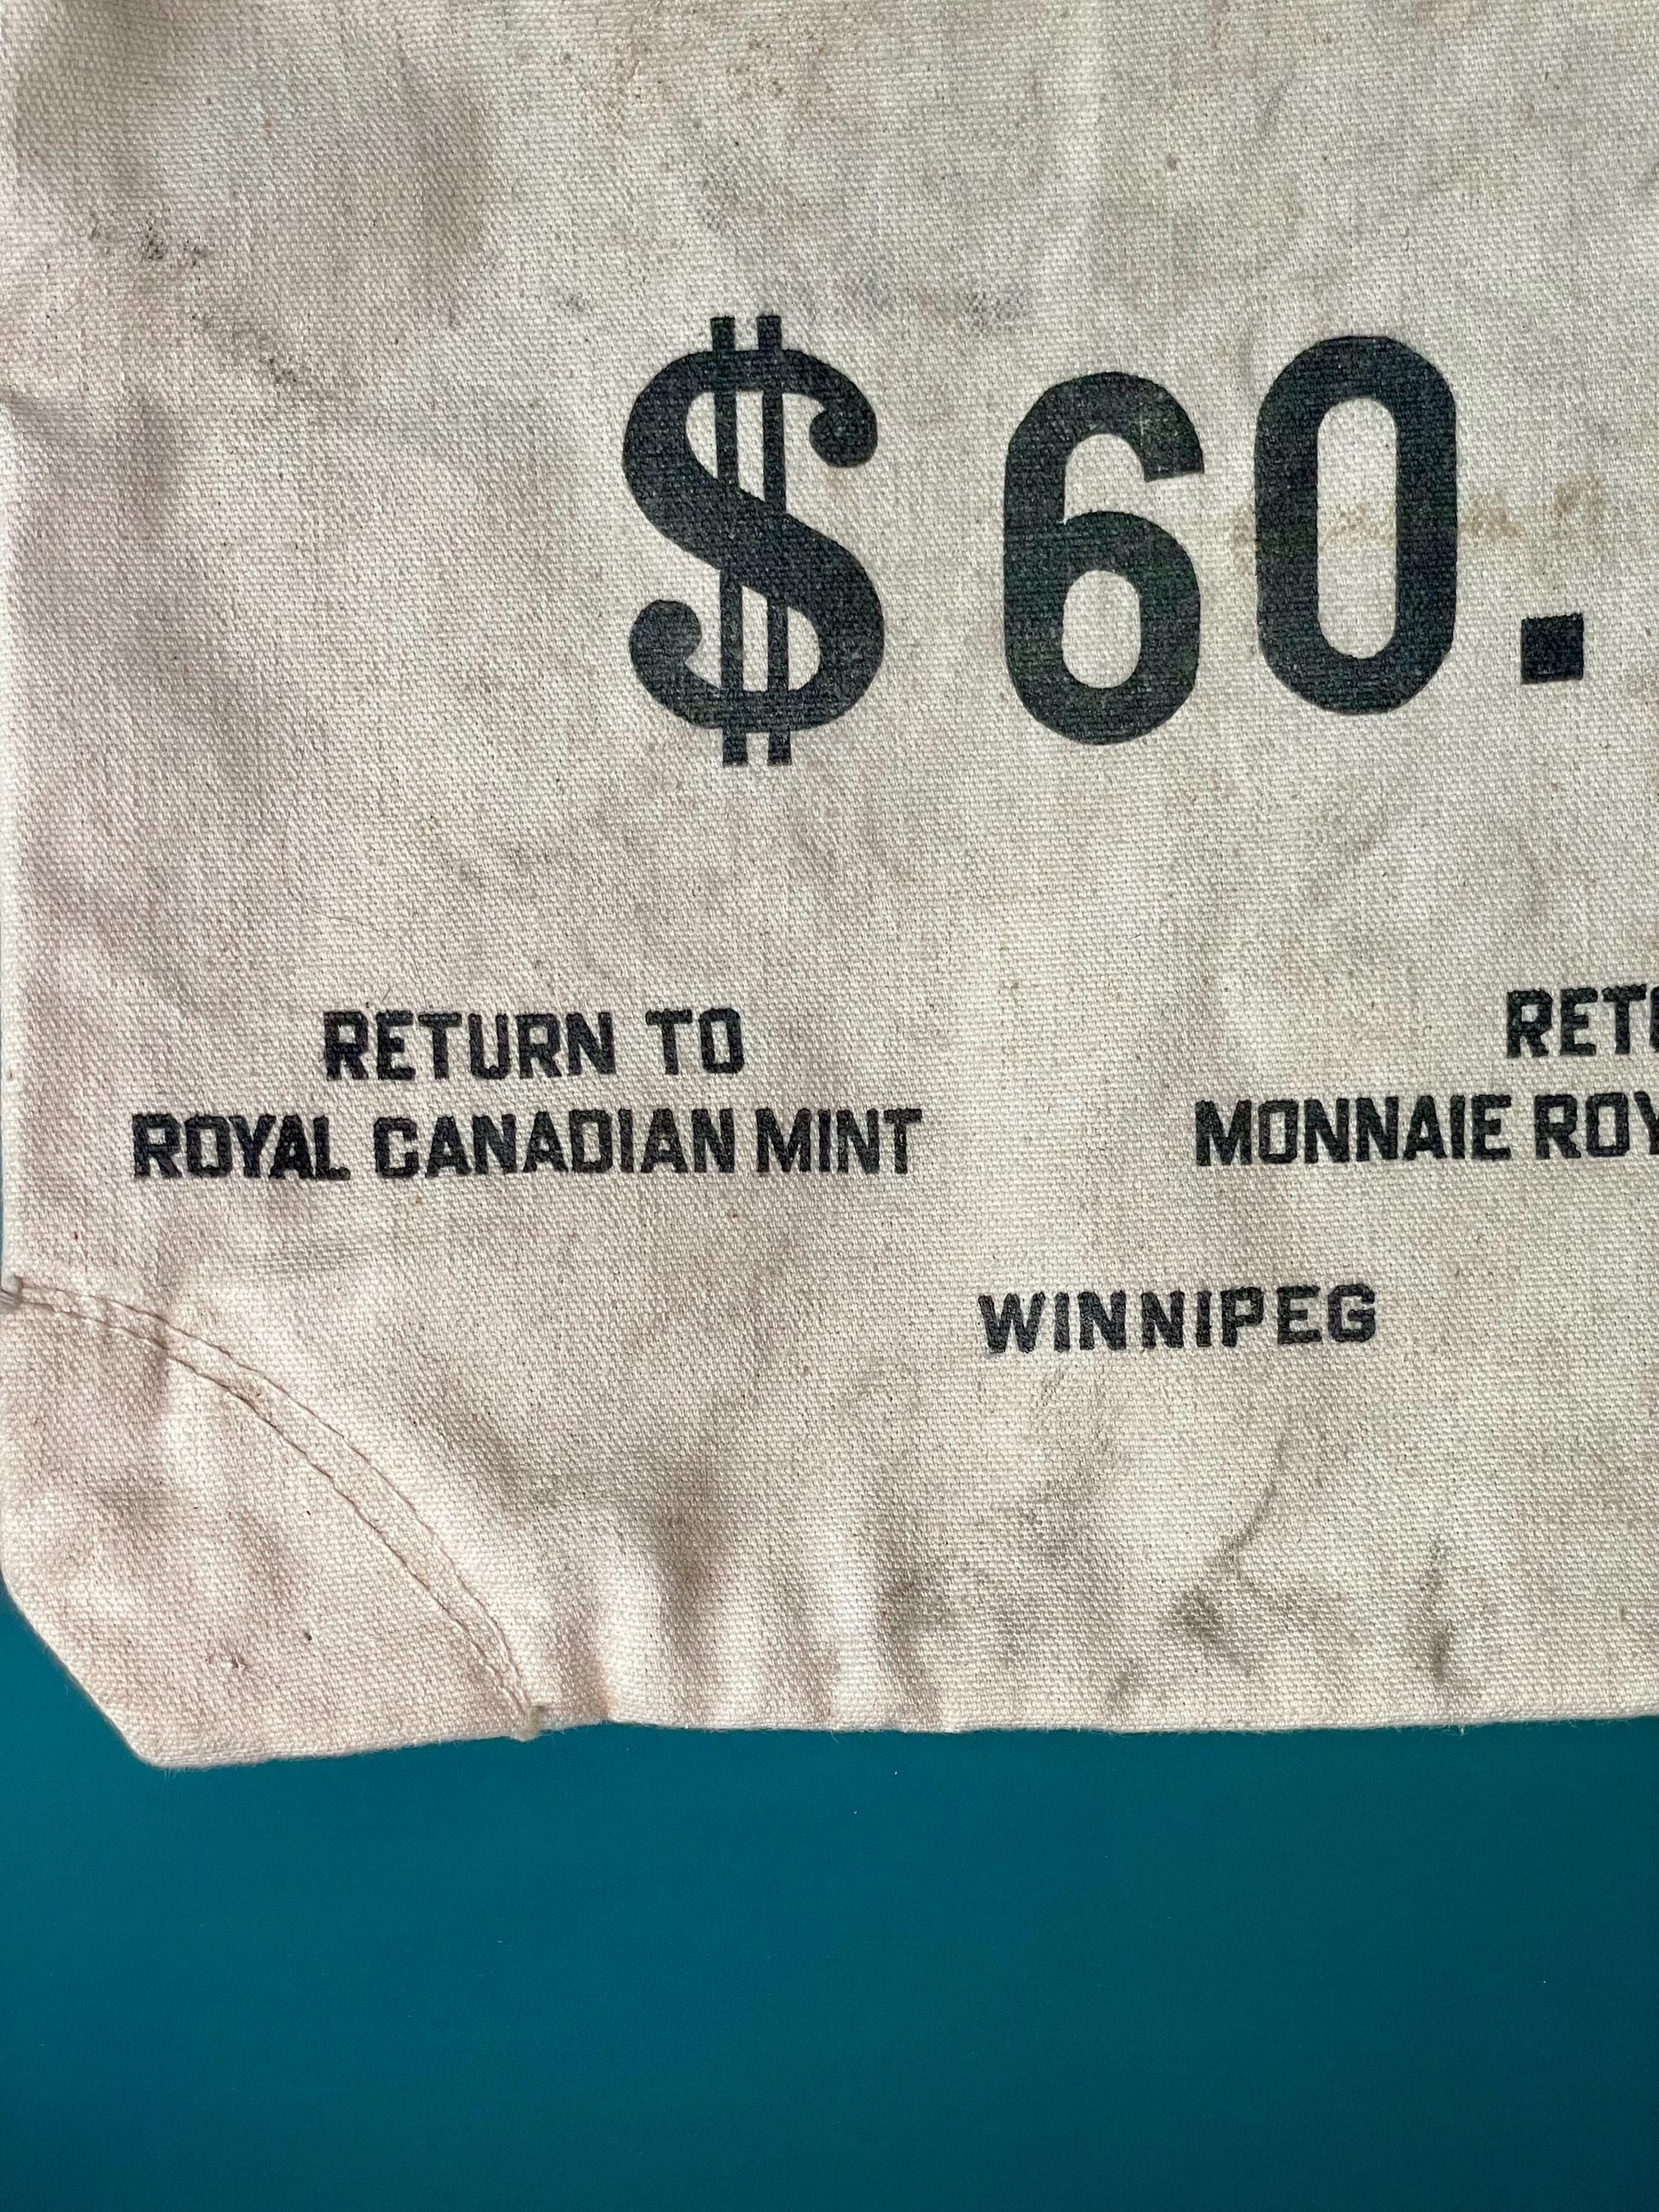 $ 60.
RETURN TO
ROYAL CANADIAN MINT
MONNAIE
WINNIPEG